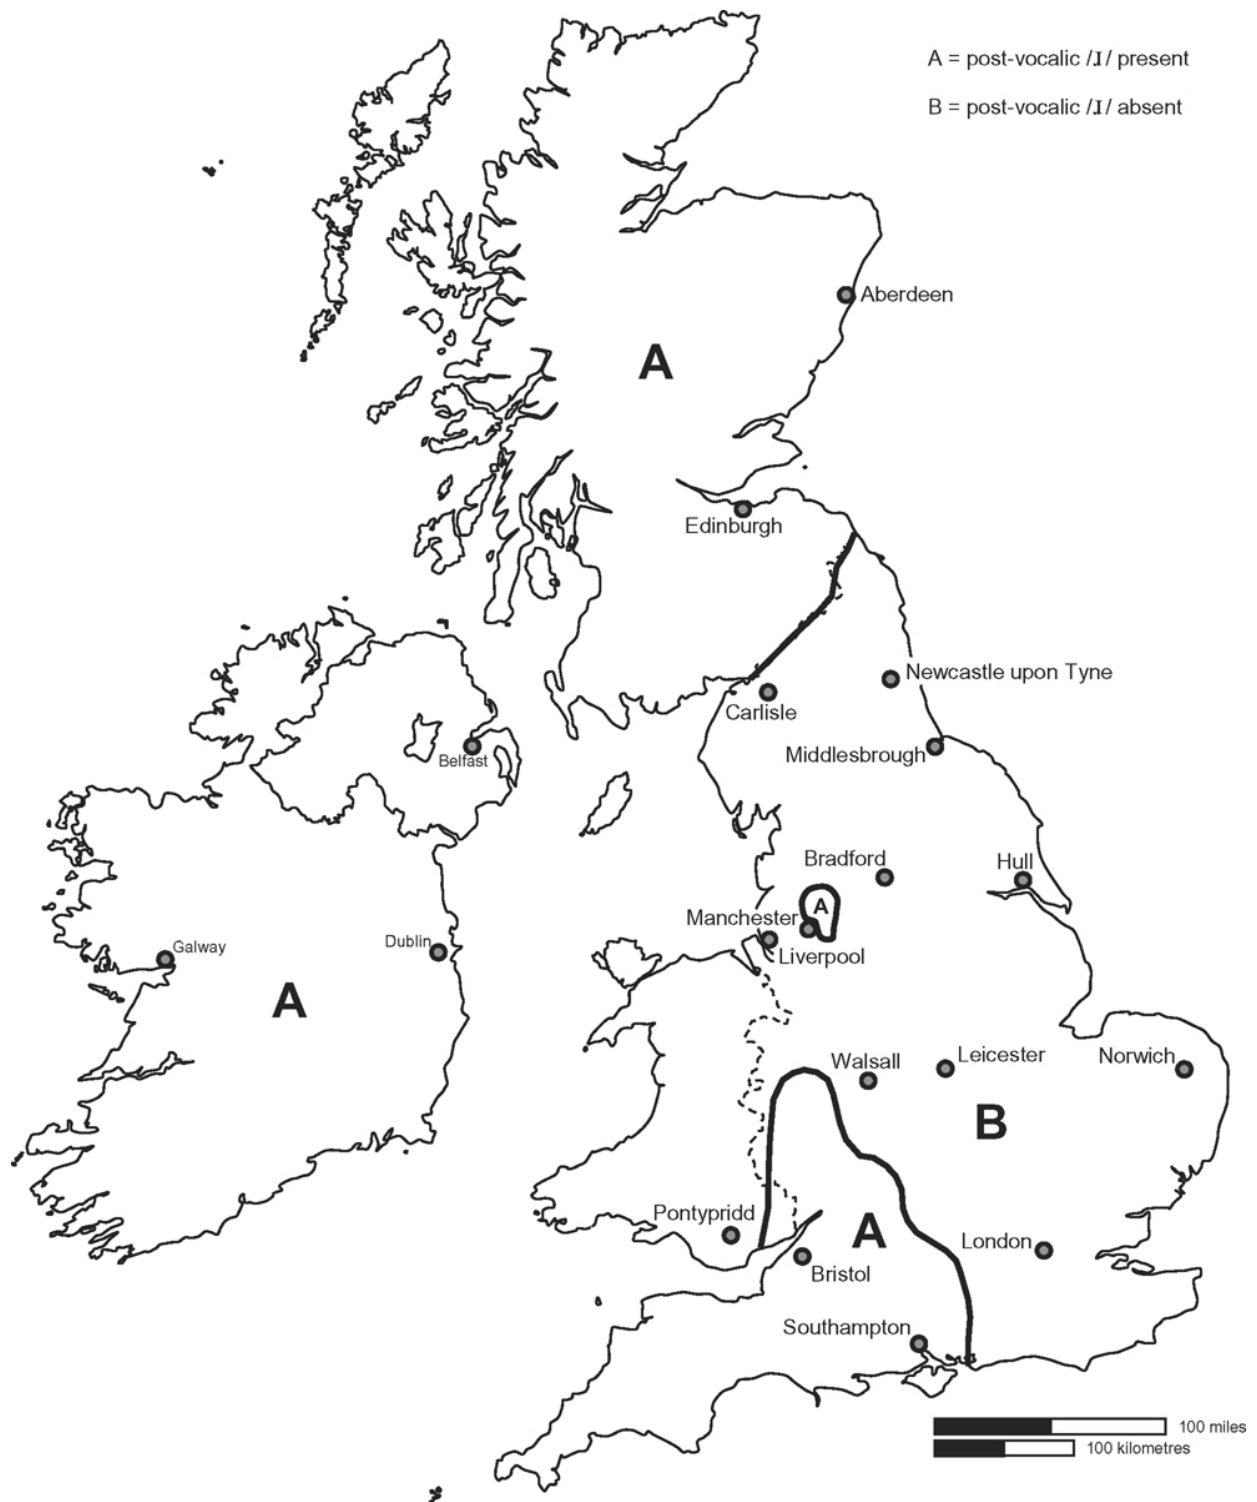 A = post-vocalic /ɹ/ present
B = post-vocalic /ɹ/ absent
Aberdeen
A
Edinburgh
Newcastle upon Tyne
Carlisle
Middlesbrough
Belfast
Bradford
Hull
A
Manchester
Liverpool
Galway
Dublin
A
Walsall
Leicester
Norwich
B
Pontypridd
A
London
Bristol
Southampton
100 miles
100 kilometres